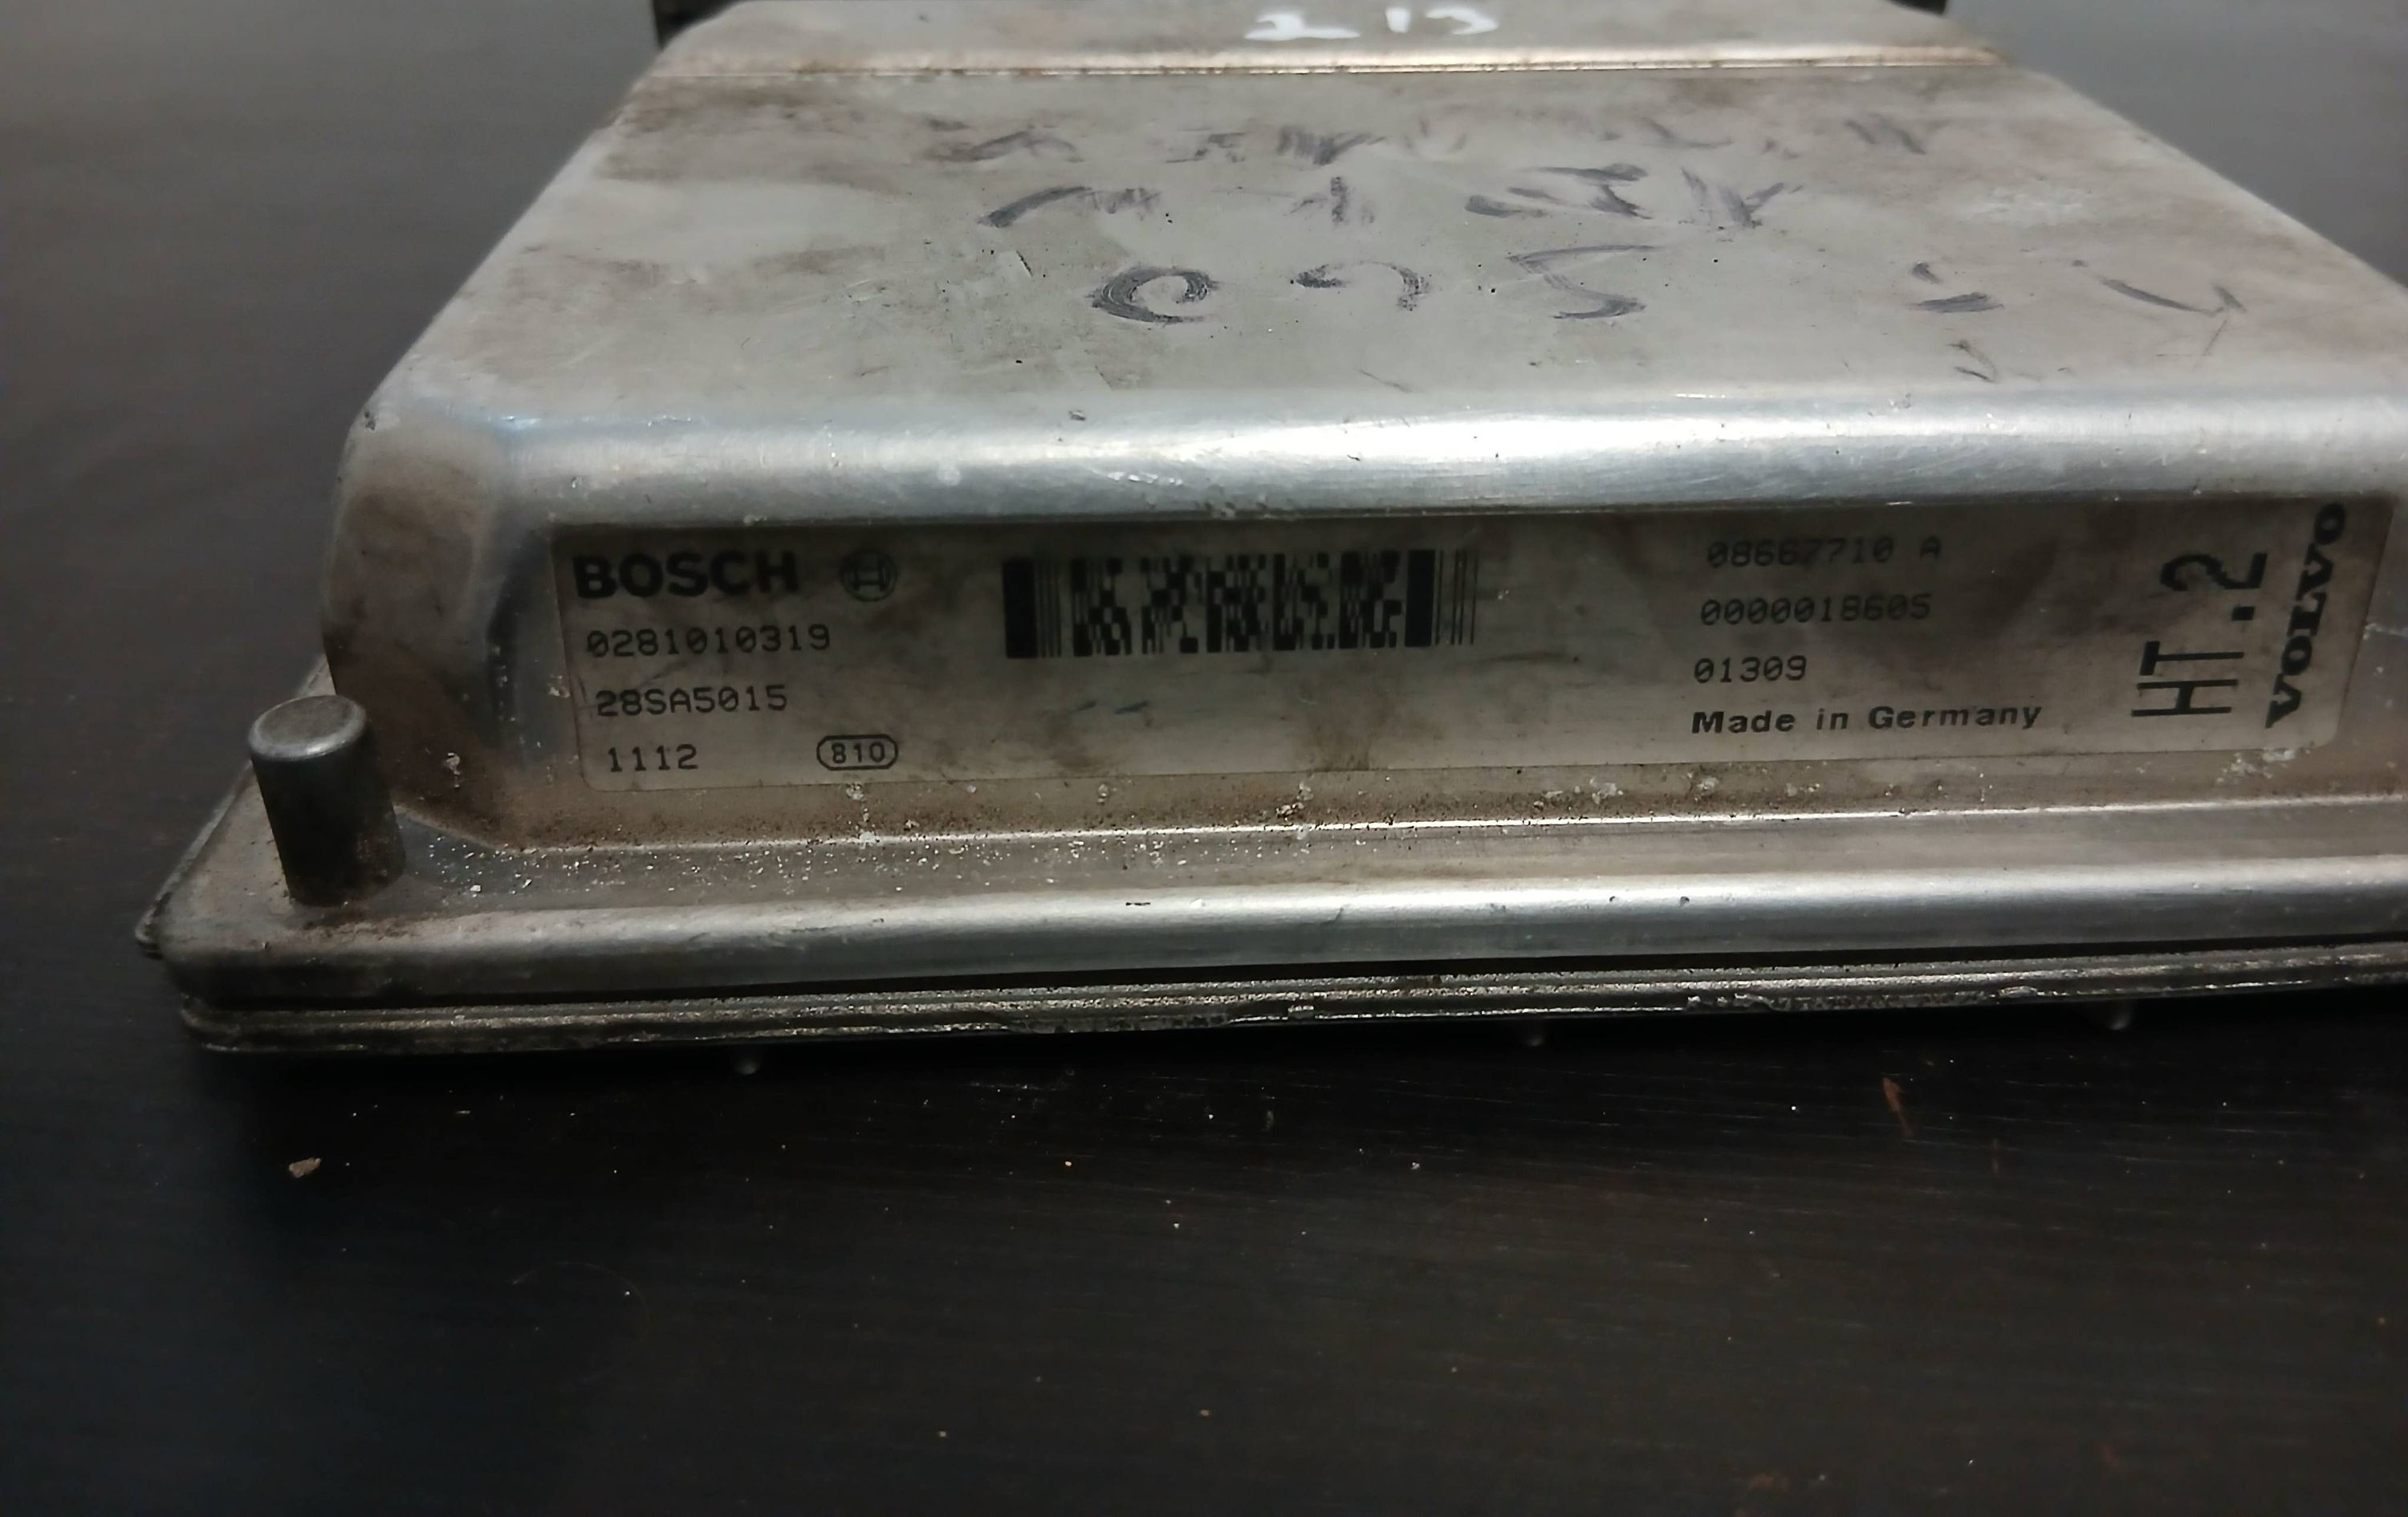 BOSCH
0281010319
28SA5015
1112 810
08667710 A
0000018605
01309
Made in Germany
HT.2
VOLVO